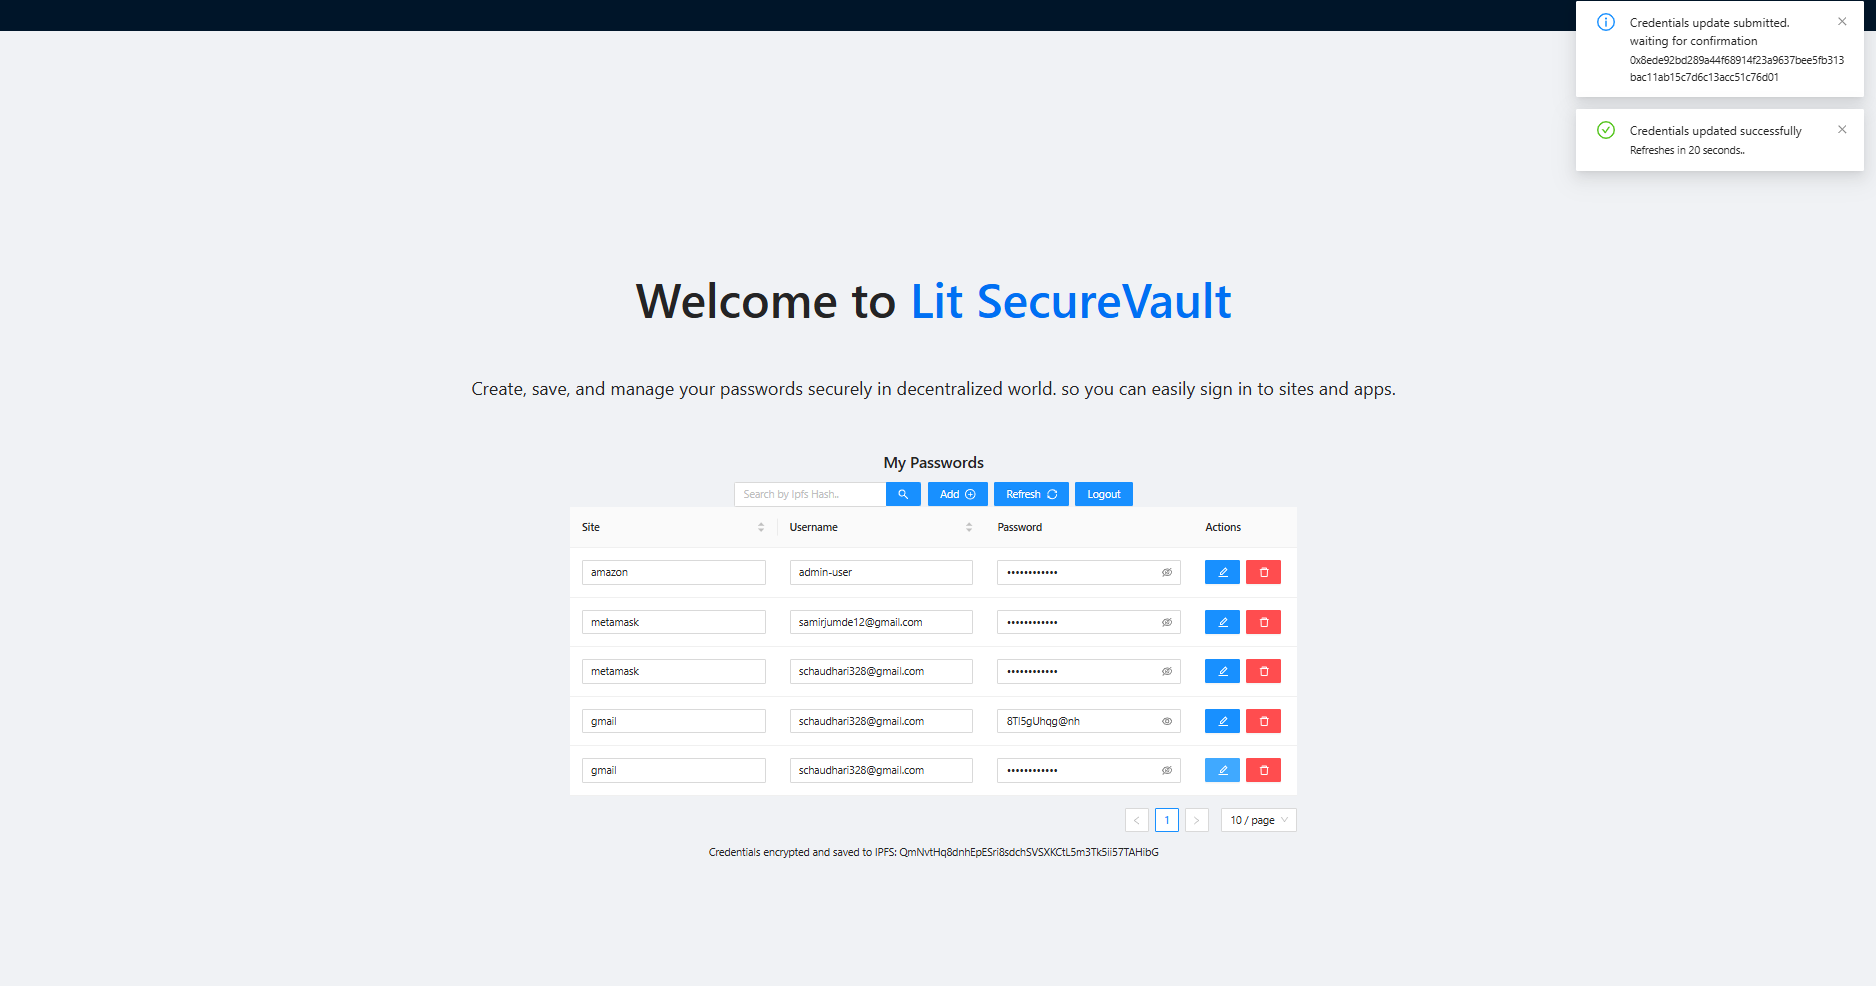 Credentials update submitted.
waiting for confirmation
0x8ede92bd289a44f68914f23a9637bee5fb313
bac11ab15c7d6c13acc51c76d01
Credentials updated successfully
Refreshes in 20 seconds..
Welcome to Lit SecureVault
Create, save, and manage your passwords securely in decentralized world. so you can easily sign in to sites and apps.
My Passwords
Search by Ipfs Hash.. Add Refresh Logout
Site Username Password Actions
amazon admin-user ••••••••••••
metamask samirjumde12@gmail.com ••••••••••••
metamask schaudhari328@gmail.com ••••••••••••
gmail schaudhari328@gmail.com 8TI5gUhqg@nh
gmail schaudhari328@gmail.com ••••••••••••
< 1 > 10 / page
Credentials encrypted and saved to IPFS: QmNvtHq8dnhEpESri8sdchSVSXKCtL5m3Tk5ii57TAHibG